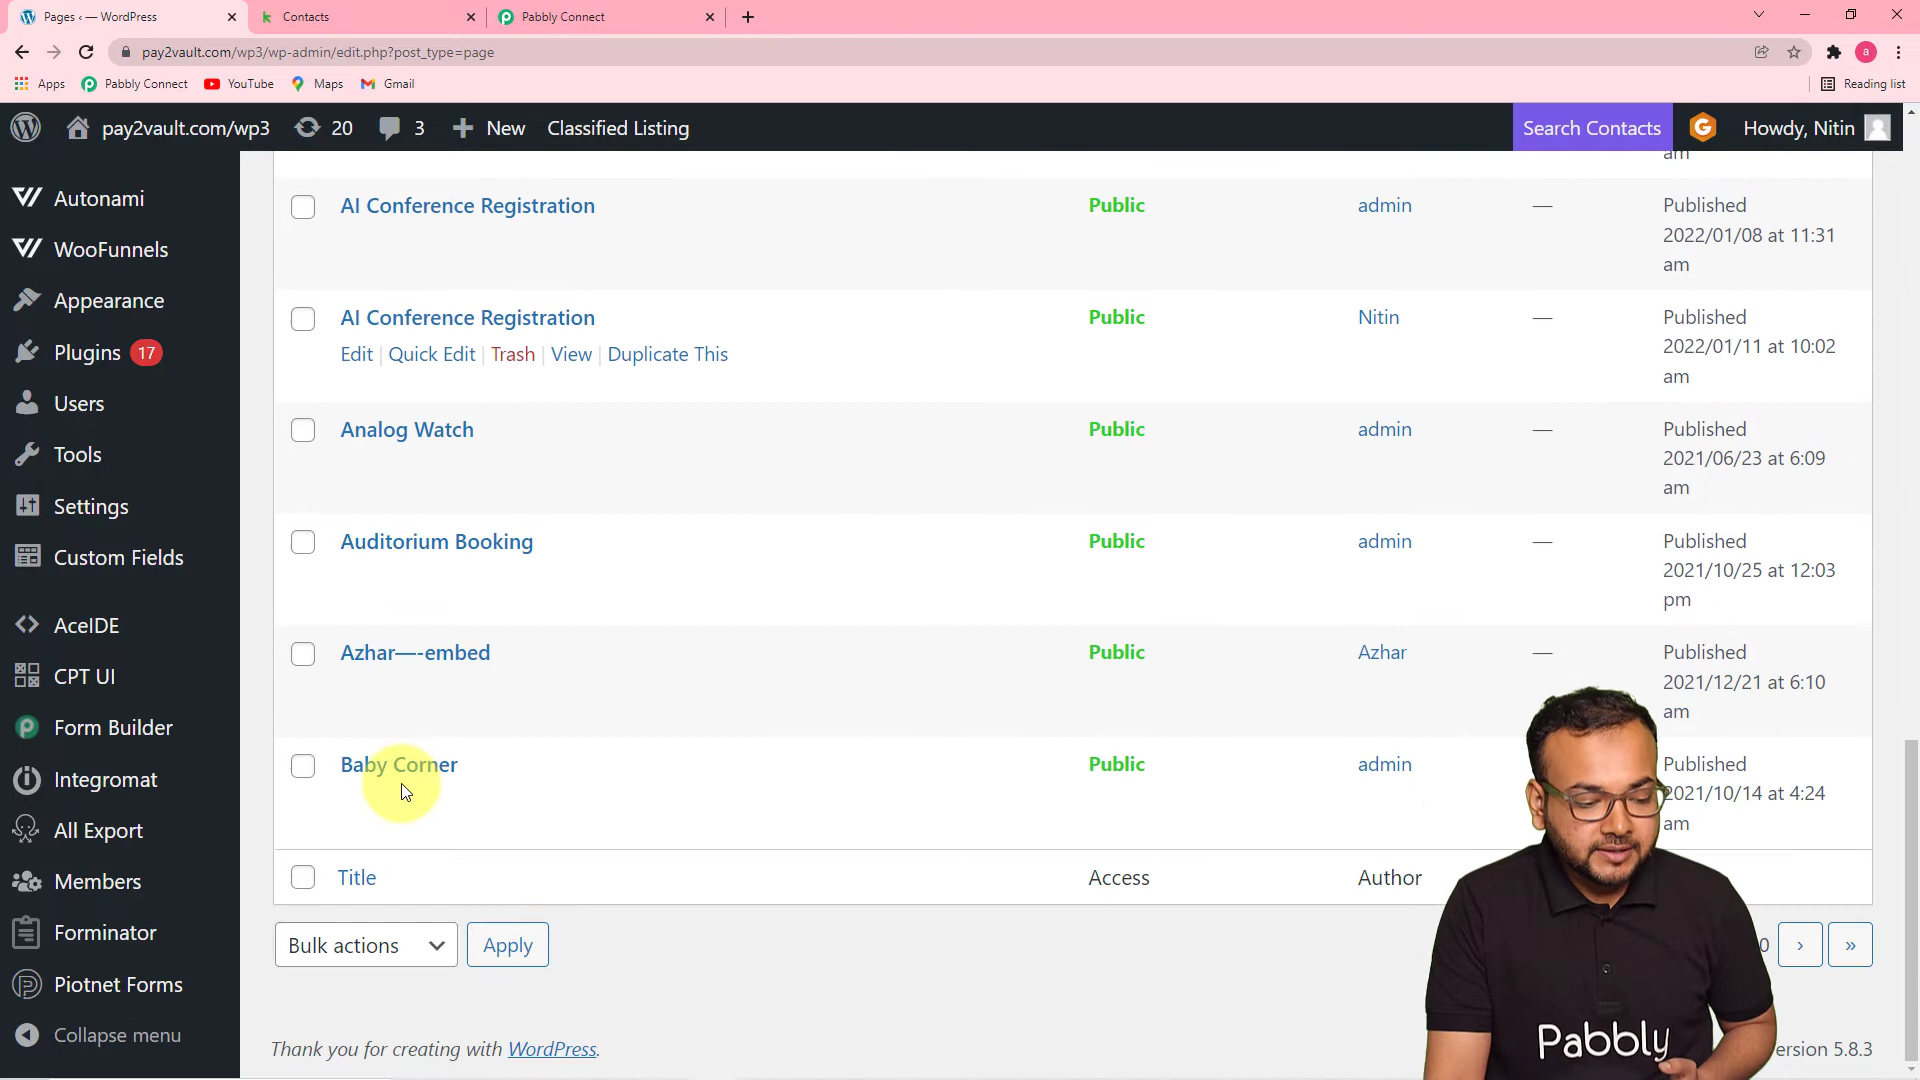 Pages ‹ — WordPress
Contacts
Pabbly Connect
pay2vault.com/wp3/wp-admin/edit.php?post_type=page
a
Apps
Pabbly Connect
YouTube
Maps
Gmail
Reading list
pay2vault.com/wp3
20
3
New
Classified Listing
Search Contacts
Howdy, Nitin
Autonami
WooFunnels
Appearance
Plugins 17
Users
Tools
Settings
Custom Fields
AceIDE
CPT UI
Form Builder
Integromat
All Export
Members
Forminator
Piotnet Forms
Collapse menu
am
AI Conference Registration
Public
admin
—
Published
2022/01/08 at 11:31
am
AI Conference Registration
Edit | Quick Edit | Trash | View | Duplicate This
Public
Nitin
—
Published
2022/01/11 at 10:02
am
Analog Watch
Public
admin
—
Published
2021/06/23 at 6:09
am
Auditorium Booking
Public
admin
—
Published
2021/10/25 at 12:03
pm
Azhar—-embed
Public
Azhar
—
Published
2021/12/21 at 6:10
am
Baby Corner
Public
admin
Published
2021/10/14 at 4:24
am
Title
Access
Author
Bulk actions
Apply
0
›
»
Thank you for creating with WordPress.
ersion 5.8.3
Pabbly